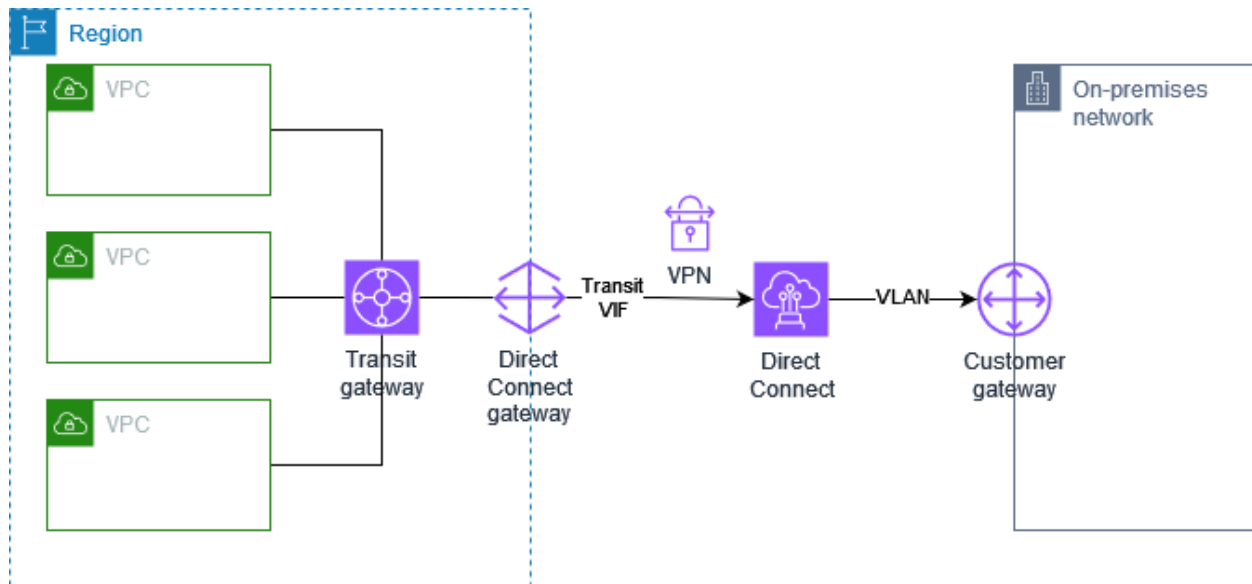 Region
VPC
VPC
VPC
Transit
gateway
Direct
Connect
gateway
Transit
VIF
VPN
Direct
Connect
VLAN
Customer
gateway
On-premises
network